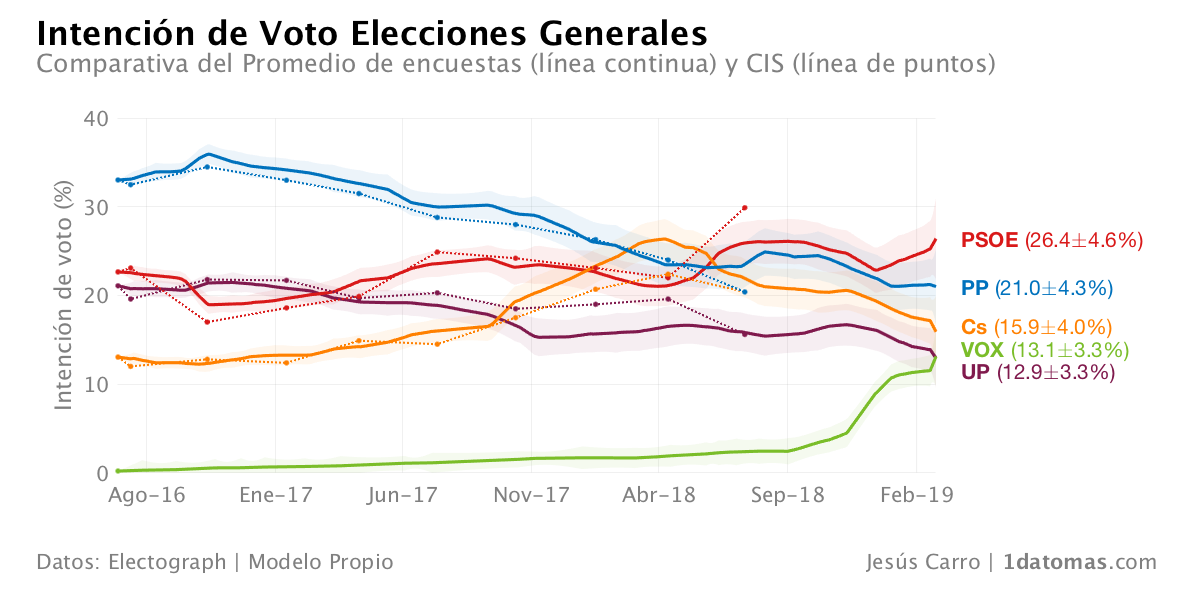 Intención de Voto Elecciones Generales
Comparativa del Promedio de encuestas (línea continua) y CIS (línea de puntos)
Intención de voto (%)
40
30
20
10
0
Ago-16 Ene-17 Jun-17 Nov-17 Abr-18 Sep-18 Feb-19
PSOE (26.4±4.6%)
PP (21.0±4.3%)
Cs (15.9±4.0%)
VOX (13.1±3.3%)
UP (12.9±3.3%)
Datos: Electograph | Modelo Propio
Jesús Carro | 1datomas.com